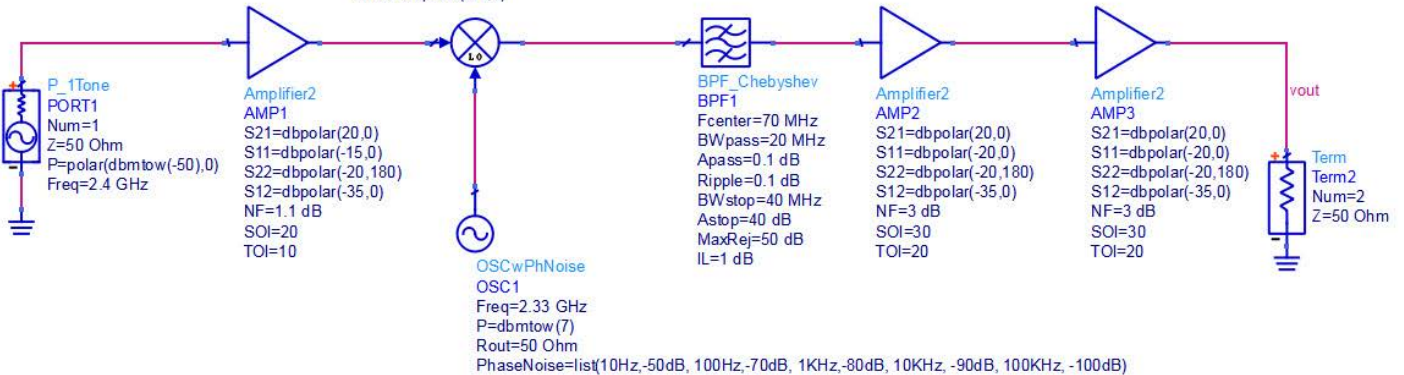 P_1Tone
PORT1
Num=1
Z=50 Ohm
P=polar(dbmtow(-50),0)
Freq=2.4 GHz
Amplifier2
AMP1
S21=dbpolar(20,0)
S11=dbpolar(-15,0)
S22=dbpolar(-20,180)
S12=dbpolar(-35,0)
NF=1.1 dB
SOI=20
TOI=10
LO
OSCwPhNoise
OSC1
Freq=2.33 GHz
P=dbmtow(7)
Rout=50 Ohm
PhaseNoise=list(10Hz,-50dB, 100Hz,-70dB, 1KHz,-80dB, 10KHz, -90dB, 100KHz, -100dB)
BPF_Chebyshev
BPF1
Fcenter=70 MHz
BWpass=20 MHz
Apass=0.1 dB
Ripple=0.1 dB
BWstop=40 MHz
Astop=40 dB
MaxRej=50 dB
IL=1 dB
Amplifier2
AMP2
S21=dbpolar(20,0)
S11=dbpolar(-20,0)
S22=dbpolar(-20,180)
S12=dbpolar(-35,0)
NF=3 dB
SOI=30
TOI=20
Amplifier2
AMP3
S21=dbpolar(20,0)
S11=dbpolar(-20,0)
S22=dbpolar(-20,180)
S12=dbpolar(-35,0)
NF=3 dB
SOI=30
TOI=20
vout
Term
Term2
Num=2
Z=50 Ohm